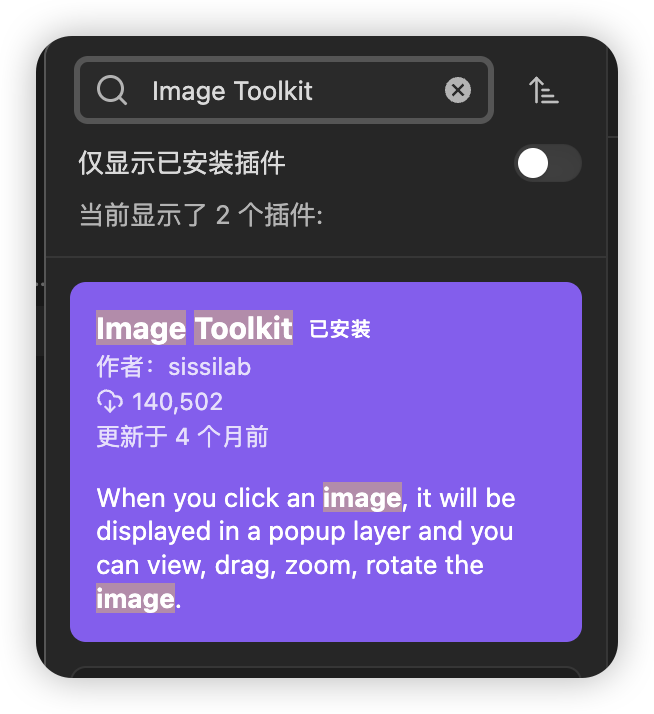 Image Toolkit
仅显示已安装插件
当前显示了 2 个插件:
Image Toolkit 已安装
作者：sissilab
140,502
更新于 4 个月前
When you click an image, it will be
displayed in a popup layer and you
can view, drag, zoom, rotate the
image.